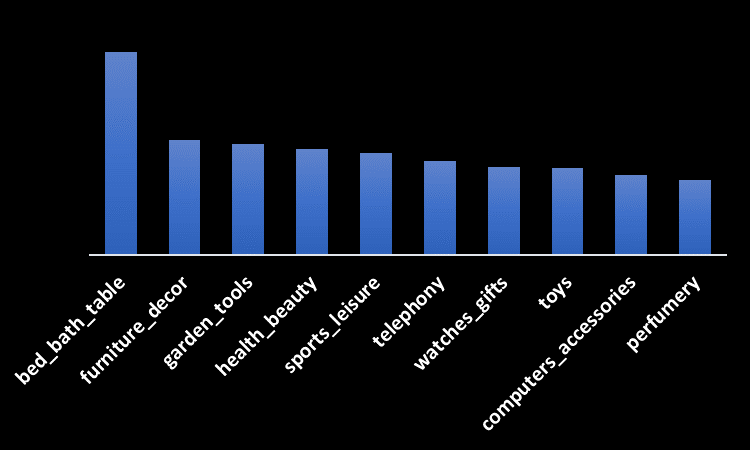 bed_bath_table
furniture_decor
garden_tools
health_beauty
sports_leisure
telephony
watches_gifts
toys
computers_accessories
perfumery